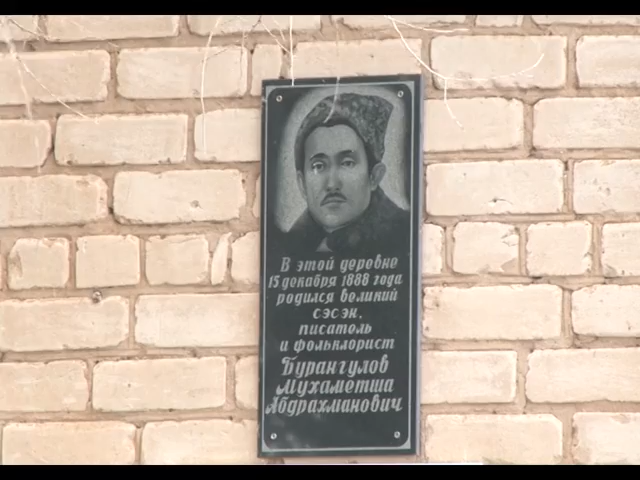 В этой деревне
15 декабря 1888 года
родился великий
сэсэн,
писатель
и фольклорист
Бурангулов
Мухаметша
Абдрахманович